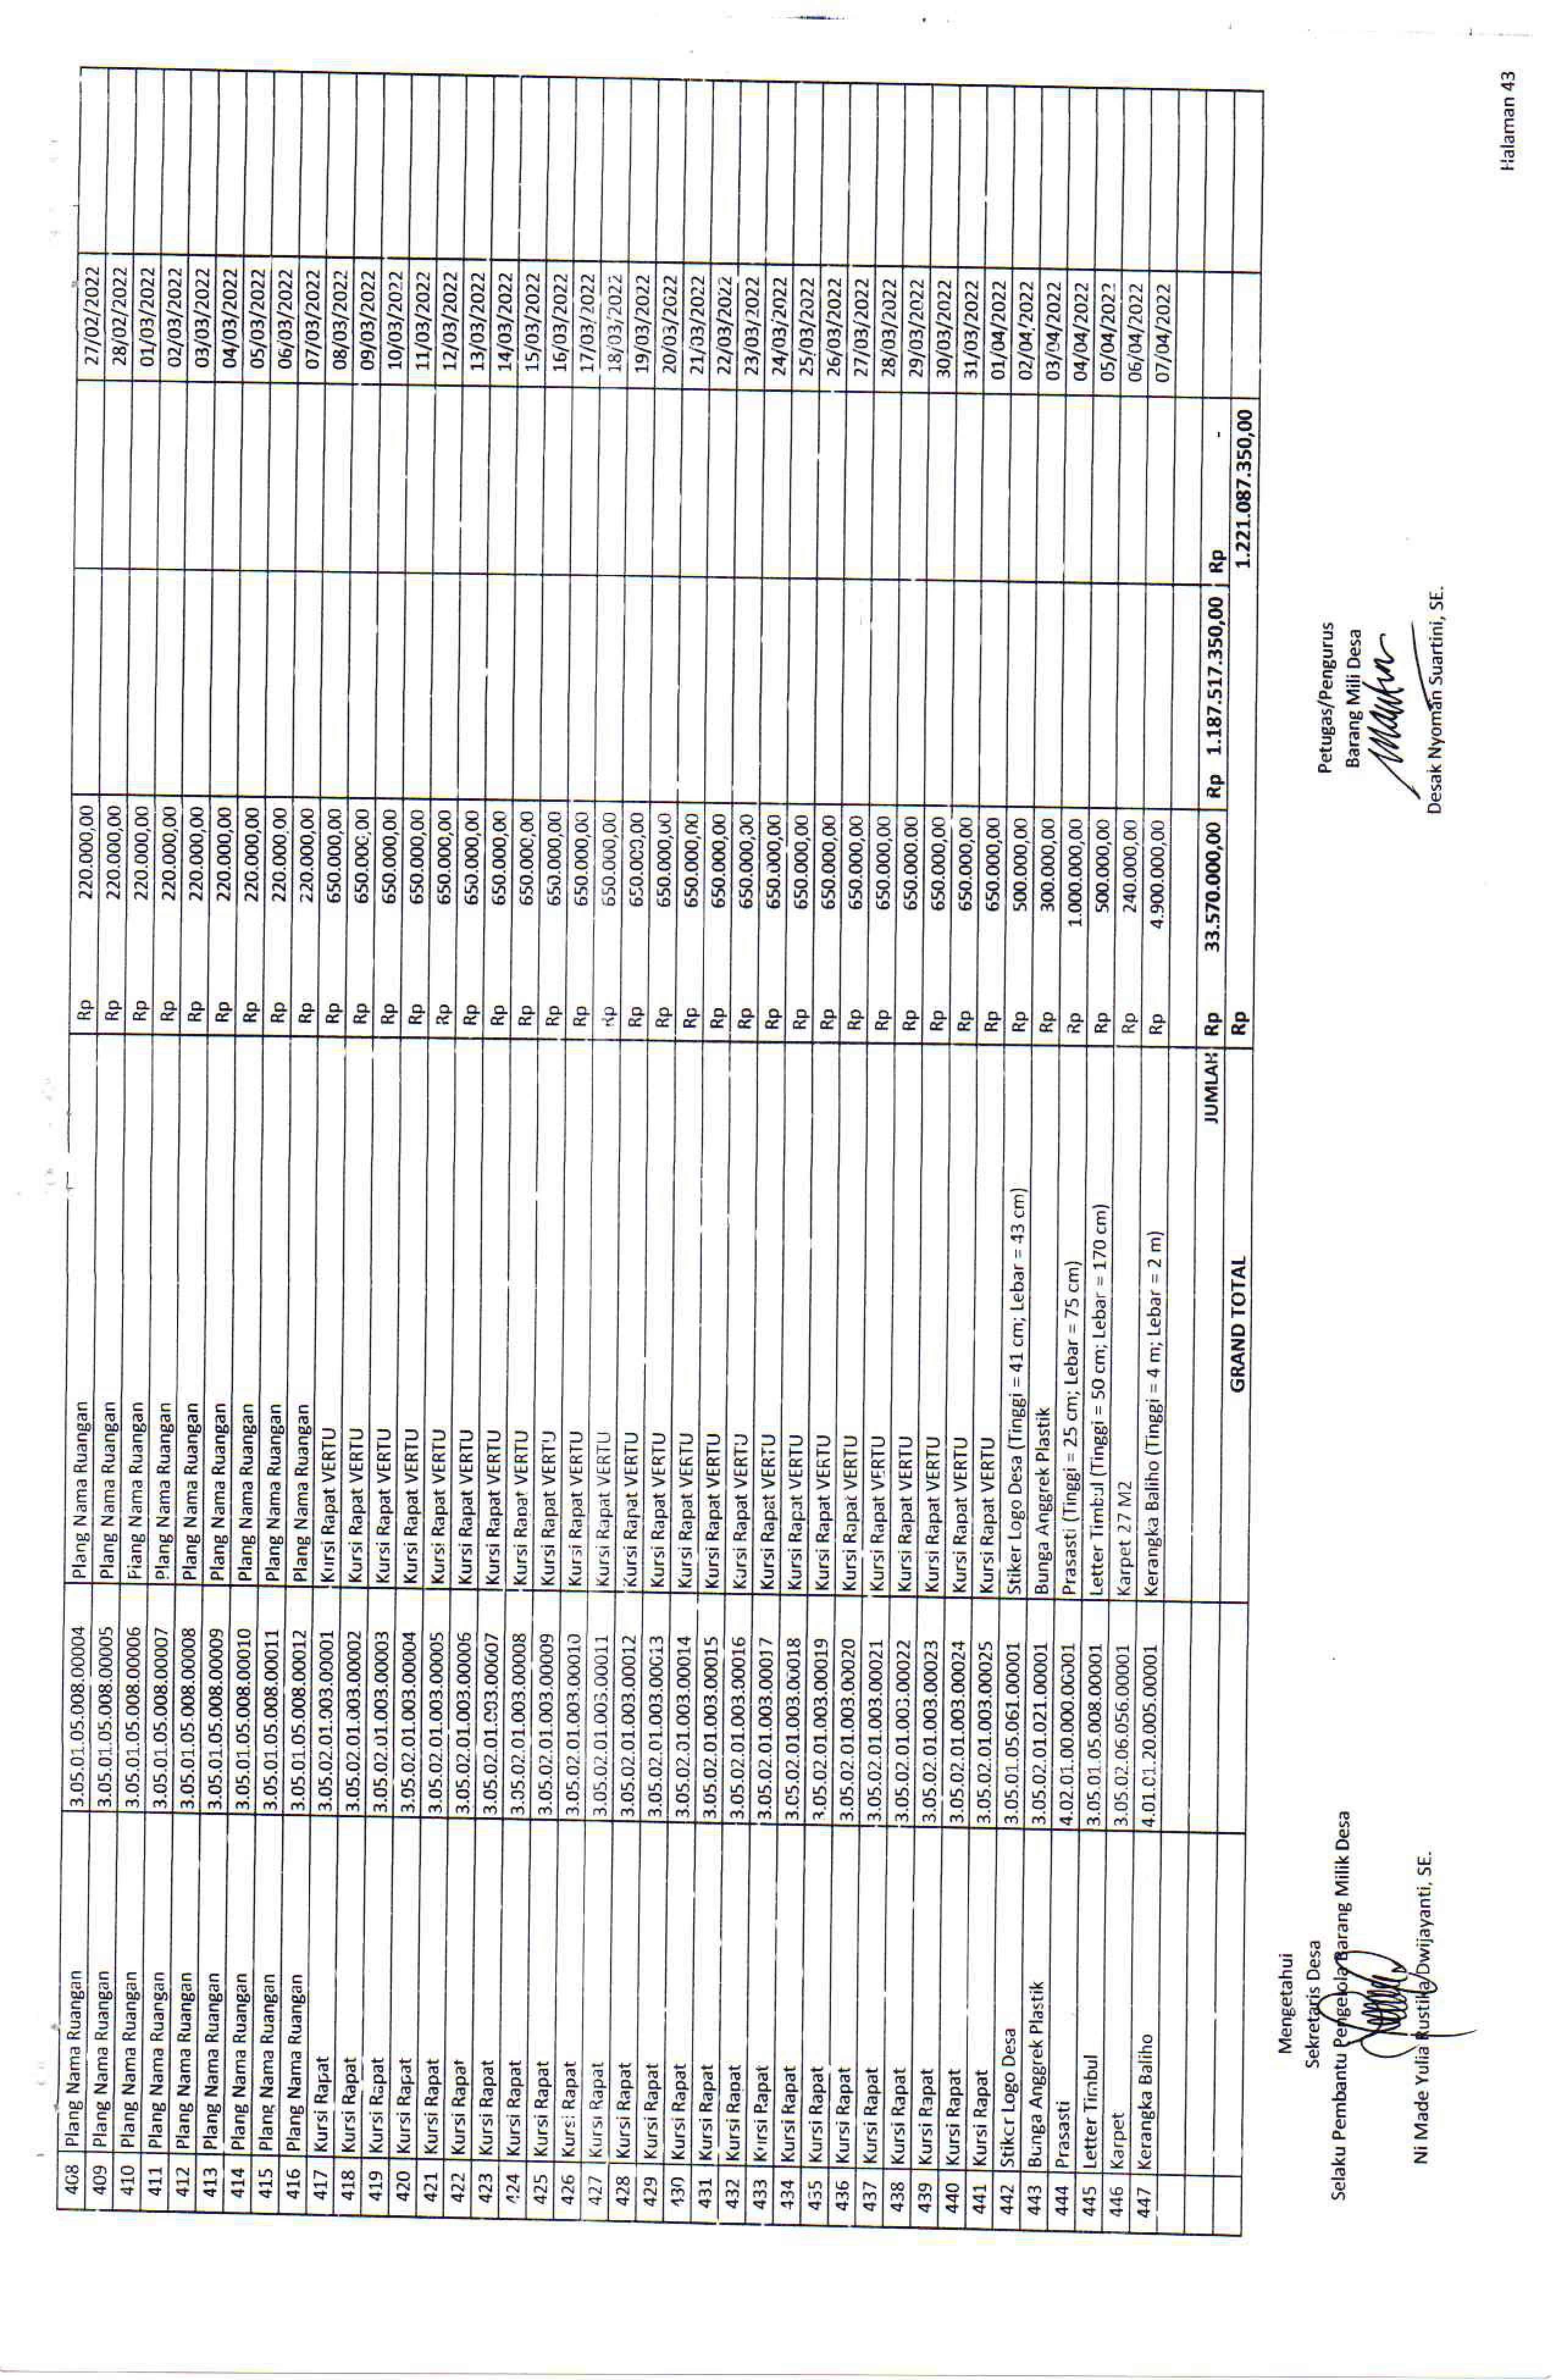 408 Plang Nama Ruangan 3.05.01.05.008.00004 Plang Nama Ruangan Rp 220.000,00 27/02/2022
409 Plang Nama Ruangan 3.05.01.05.008.00005 Plang Nama Ruangan Rp 220.000,00 28/02/2022
410 Plang Nama Ruangan 3.05.01.05.008.00006 Plang Nama Ruangan Rp 220.000,00 01/03/2022
411 Plang Nama Ruangan 3.05.01.05.008.00007 Plang Nama Ruangan Rp 220.000,00 02/03/2022
412 Plang Nama Ruangan 3.05.01.05.008.00008 Plang Nama Ruangan Rp 220.000,00 03/03/2022
413 Plang Nama Ruangan 3.05.01.05.008.00009 Plang Nama Ruangan Rp 220.000,00 04/03/2022
414 Plang Nama Ruangan 3.05.01.05.008.00010 Plang Nama Ruangan Rp 220.000,00 05/03/2022
415 Plang Nama Ruangan 3.05.01.05.008.00011 Plang Nama Ruangan Rp 220.000,00 06/03/2022
416 Plang Nama Ruangan 3.05.01.05.008.00012 Plang Nama Ruangan Rp 220.000,00 07/03/2022
417 Kursi Rapat 3.05.02.01.003.00001 Kursi Rapat VERTU Rp 650.000,00 08/03/2022
418 Kursi Rapat 3.05.02.01.003.00002 Kursi Rapat VERTU Rp 650.000,00 09/03/2022
419 Kursi Rapat 3.05.02.01.003.00003 Kursi Rapat VERTU Rp 650.000,00 10/03/2022
420 Kursi Rapat 3.05.02.01.003.00004 Kursi Rapat VERTU Rp 650.000,00 11/03/2022
421 Kursi Rapat 3.05.02.01.003.00005 Kursi Rapat VERTU Rp 650.000,00 12/03/2022
422 Kursi Rapat 3.05.02.01.003.00006 Kursi Rapat VERTU Rp 650.000,00 13/03/2022
423 Kursi Rapat 3.05.02.01.003.00007 Kursi Rapat VERTU Rp 650.000,00 14/03/2022
424 Kursi Rapat 3.05.02.01.003.00008 Kursi Rapat VERTU Rp 650.000,00 15/03/2022
425 Kursi Rapat 3.05.02.01.003.00009 Kursi Rapat VERTU Rp 650.000,00 16/03/2022
426 Kursi Rapat 3.05.02.01.003.00010 Kursi Rapat VERTU Rp 650.000,00 17/03/2022
427 Kursi Rapat 3.05.02.01.003.00011 Kursi Rapat VERTU Rp 650.000,00 18/03/2022
428 Kursi Rapat 3.05.02.01.003.00012 Kursi Rapat VERTU Rp 650.000,00 19/03/2022
429 Kursi Rapat 3.05.02.01.003.00013 Kursi Rapat VERTU Rp 650.000,00 20/03/2022
430 Kursi Rapat 3.05.02.01.003.00014 Kursi Rapat VERTU Rp 650.000,00 21/03/2022
431 Kursi Rapat 3.05.02.01.003.00015 Kursi Rapat VERTU Rp 650.000,00 22/03/2022
432 Kursi Rapat 3.05.02.01.003.00016 Kursi Rapat VERTU Rp 650.000,00 23/03/2022
433 Kursi Rapat 3.05.02.01.003.00017 Kursi Rapat VERTU Rp 650.000,00 24/03/2022
434 Kursi Rapat 3.05.02.01.003.00018 Kursi Rapat VERTU Rp 650.000,00 25/03/2022
435 Kursi Rapat 3.05.02.01.003.00019 Kursi Rapat VERTU Rp 650.000,00 26/03/2022
436 Kursi Rapat 3.05.02.01.003.00020 Kursi Rapat VERTU Rp 650.000,00 27/03/2022
437 Kursi Rapat 3.05.02.01.003.00021 Kursi Rapat VERTU Rp 650.000,00 28/03/2022
438 Kursi Rapat 3.05.02.01.003.00022 Kursi Rapat VERTU Rp 650.000,00 29/03/2022
439 Kursi Rapat 3.05.02.01.003.00023 Kursi Rapat VERTU Rp 650.000,00 30/03/2022
440 Kursi Rapat 3.05.02.01.003.00024 Kursi Rapat VERTU Rp 650.000,00 31/03/2022
441 Kursi Rapat 3.05.02.01.003.00025 Kursi Rapat VERTU Rp 650.000,00 01/04/2022
442 Stiker Logo Desa 3.05.01.05.061.00001 Stiker Logo Desa (Tinggi = 41 cm; Lebar = 43 cm) Rp 500.000,00 02/04/2022
443 Bunga Anggrek Plastik 3.05.02.01.021.00001 Bunga Anggrek Plastik Rp 300.000,00 03/04/2022
444 Prasasti 4.02.01.00.000.00001 Prasasti (Tinggi = 25 cm; Lebar = 75 cm) Rp 1.000.000,00 04/04/2022
445 Letter Timbul 3.05.01.05.008.00001 Letter Timbul (Tinggi = 50 cm; Lebar = 170 cm) Rp 500.000,00 05/04/2022
446 Karpet 3.05.02.06.056.00001 Karpet 27 M2 Rp 240.000,00 06/04/2022
447 Kerangka Baliho 4.01.01.20.005.00001 Kerangka Baliho (Tinggi = 4 m; Lebar = 2 m) Rp 4.900.000,00 07/04/2022
JUMLAH Rp 33.570.000,00 Rp 1.187.517.350,00 Rp -
GRAND TOTAL Rp 1.221.087.350,00
Mengetahui
Sekretaris Desa
Selaku Pembantu Pengelola Barang Milik Desa
Ni Made Yulia Rustika Dwijayanti, SE.
Petugas/Pengurus
Barang Mili Desa
Desak Nyoman Suartini, SE.
Halaman 43